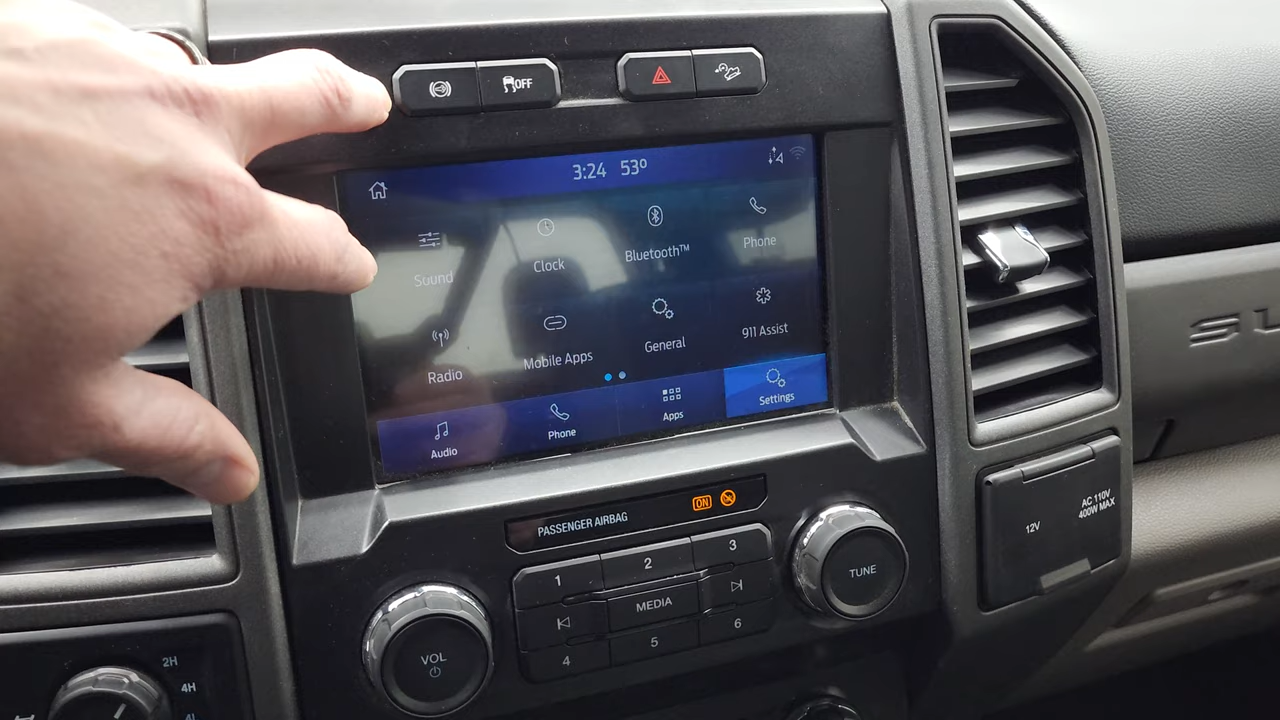 OFF
3:24 53°
Sound
Clock
Bluetooth™
Phone
Radio
Mobile Apps
General
911 Assist
Audio
Phone
Apps
Settings
PASSENGER AIRBAG
ON
1
2
3
MEDIA
4
5
6
VOL
TUNE
12V
AC 110V
400W MAX
2H
4H